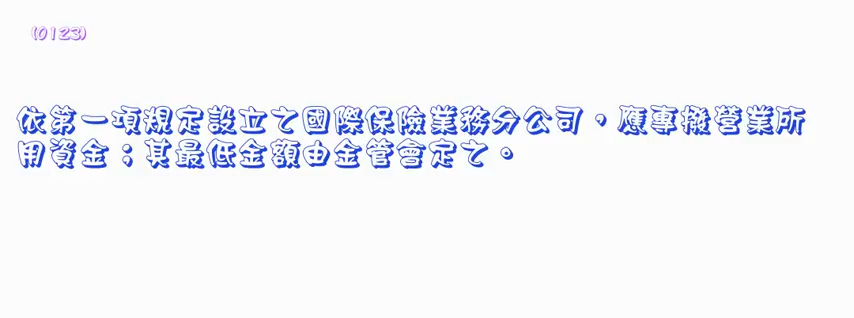 (0123)
依第一項規定設立之國際保險業務分公司，應專撥營業所
用資金；其最低金額由金管會定之。